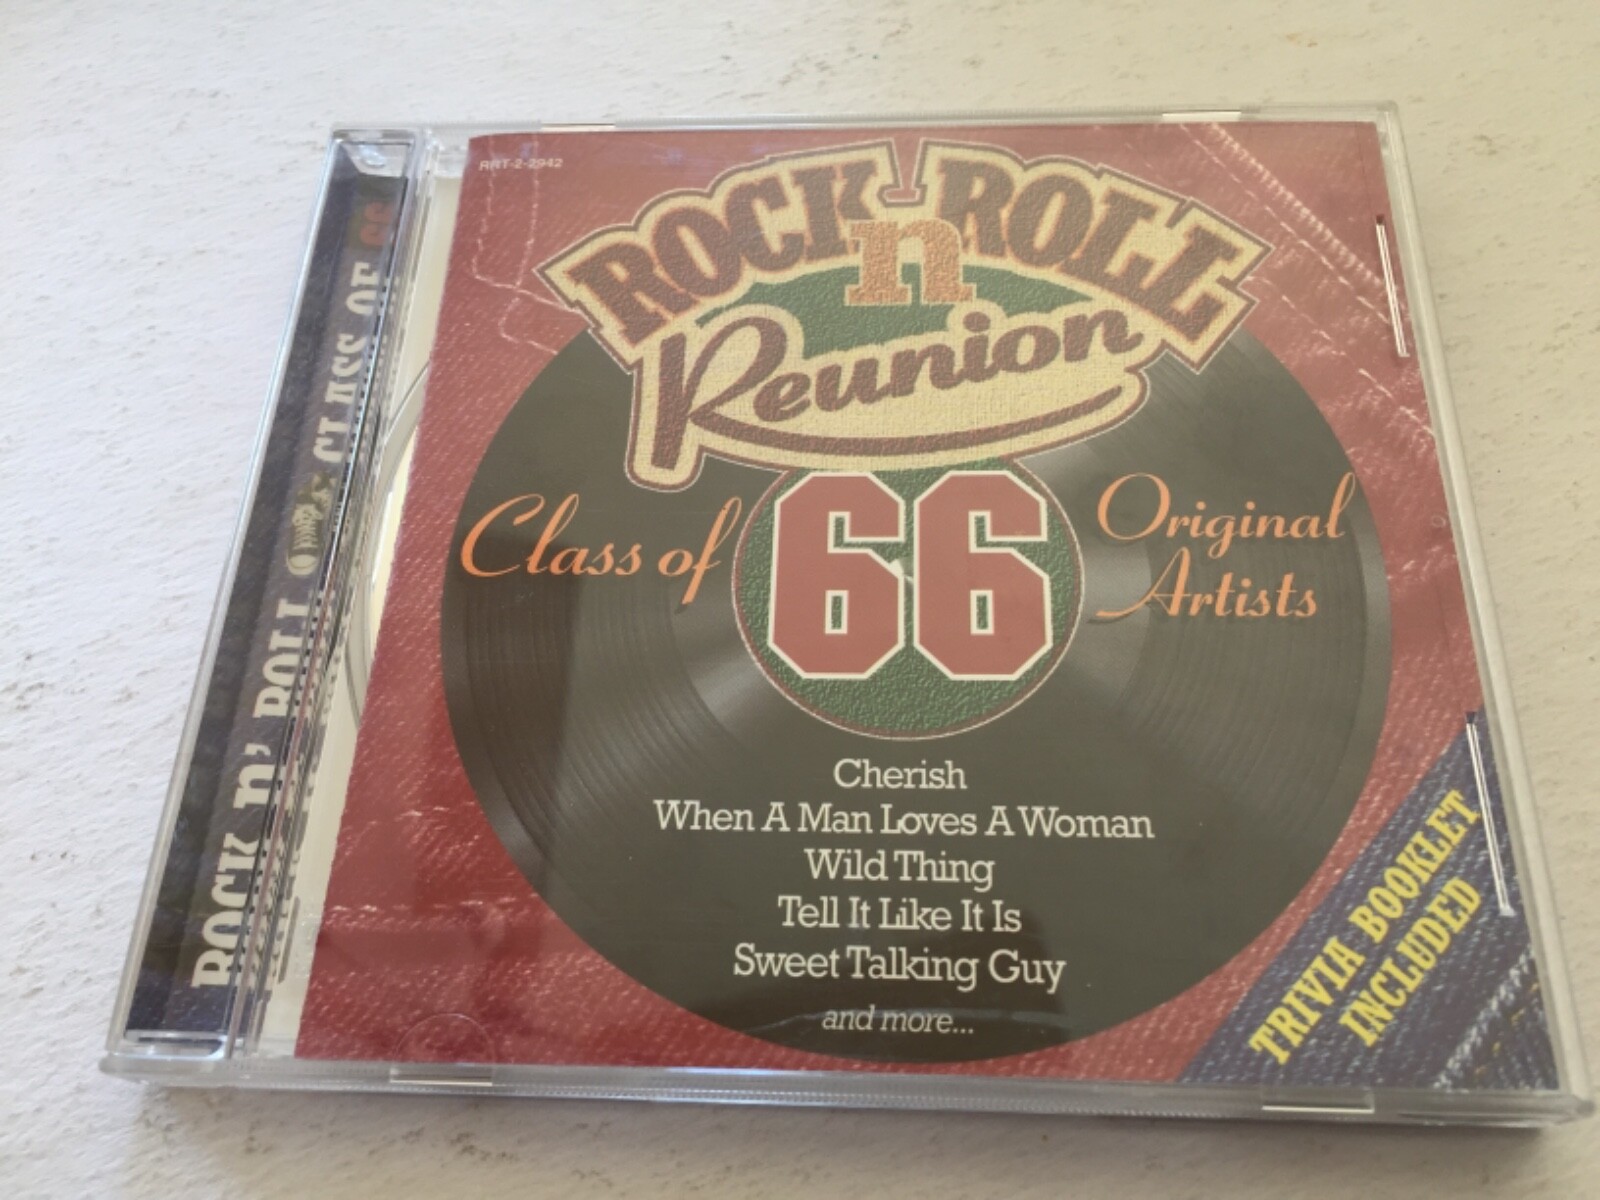 RRT-2-2942
ROCK n ROLL
Reunion
Class of 66 Original
Artists
Cherish
When A Man Loves A Woman
Wild Thing
Tell It Like It Is
Sweet Talking Guy
and more...
TRIVIA BOOKLET
INCLUDED
ROCK n' ROLL CLASS OF 66